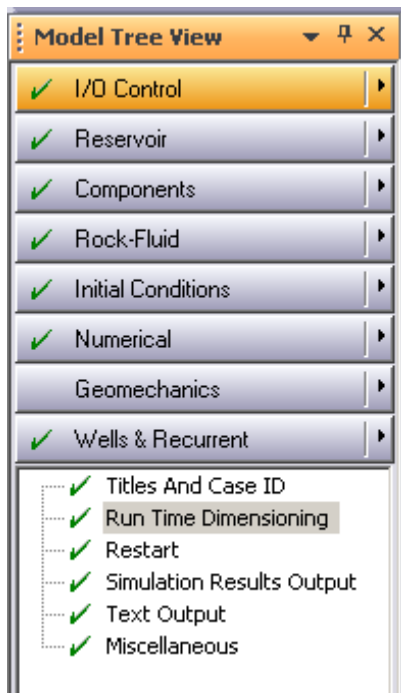 Model Tree View
I/O Control
Reservoir
Components
Rock-Fluid
Initial Conditions
Numerical
Geomechanics
Wells & Recurrent
Titles And Case ID
Run Time Dimensioning
Restart
Simulation Results Output
Text Output
Miscellaneous